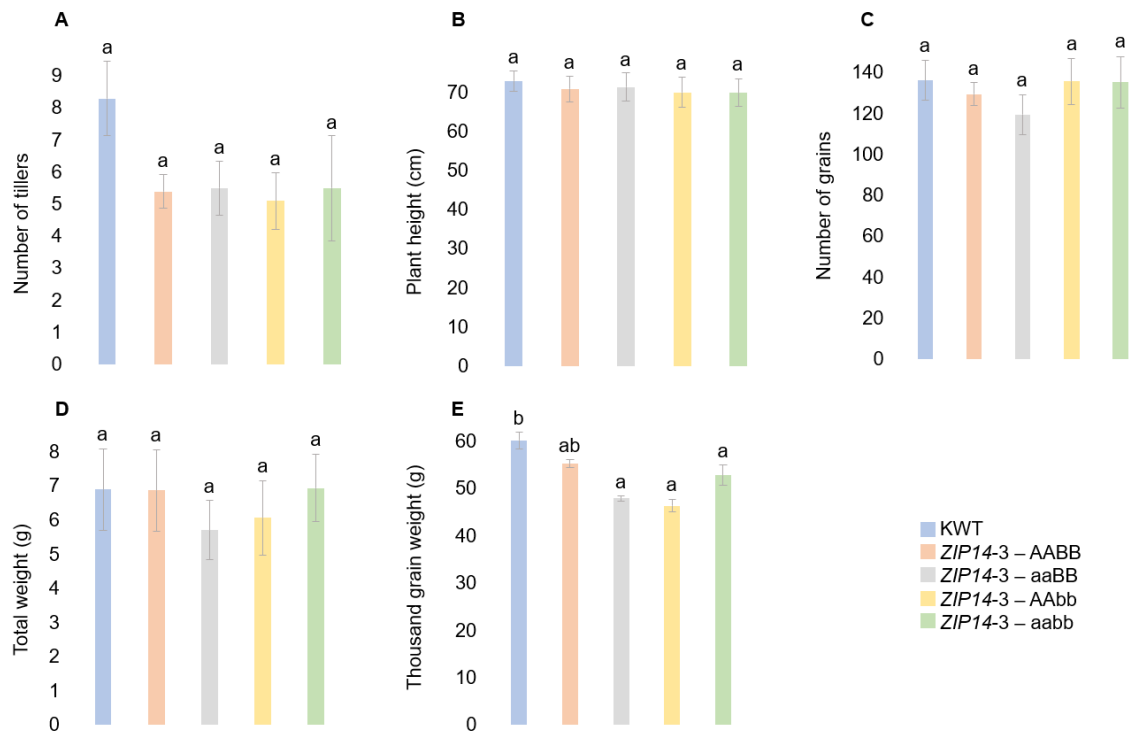 A
a
9
8
7
6
5
4
3
2
1
0
a
a
a
a
Number of tillers
B
a
a
a
a
a
70
60
50
40
30
20
10
0
Plant height (cm)
C
a
a
a
a
a
140
120
100
80
60
40
20
0
Number of grains
D
a
a
a
a
a
8
7
6
5
4
3
2
1
0
Total weight (g)
E
b
ab
a
a
a
60
50
40
30
20
10
0
Thousand grain weight (g)
KWT
ZIP14-3 – AABB
ZIP14-3 – aaBB
ZIP14-3 – AAbb
ZIP14-3 – aabb